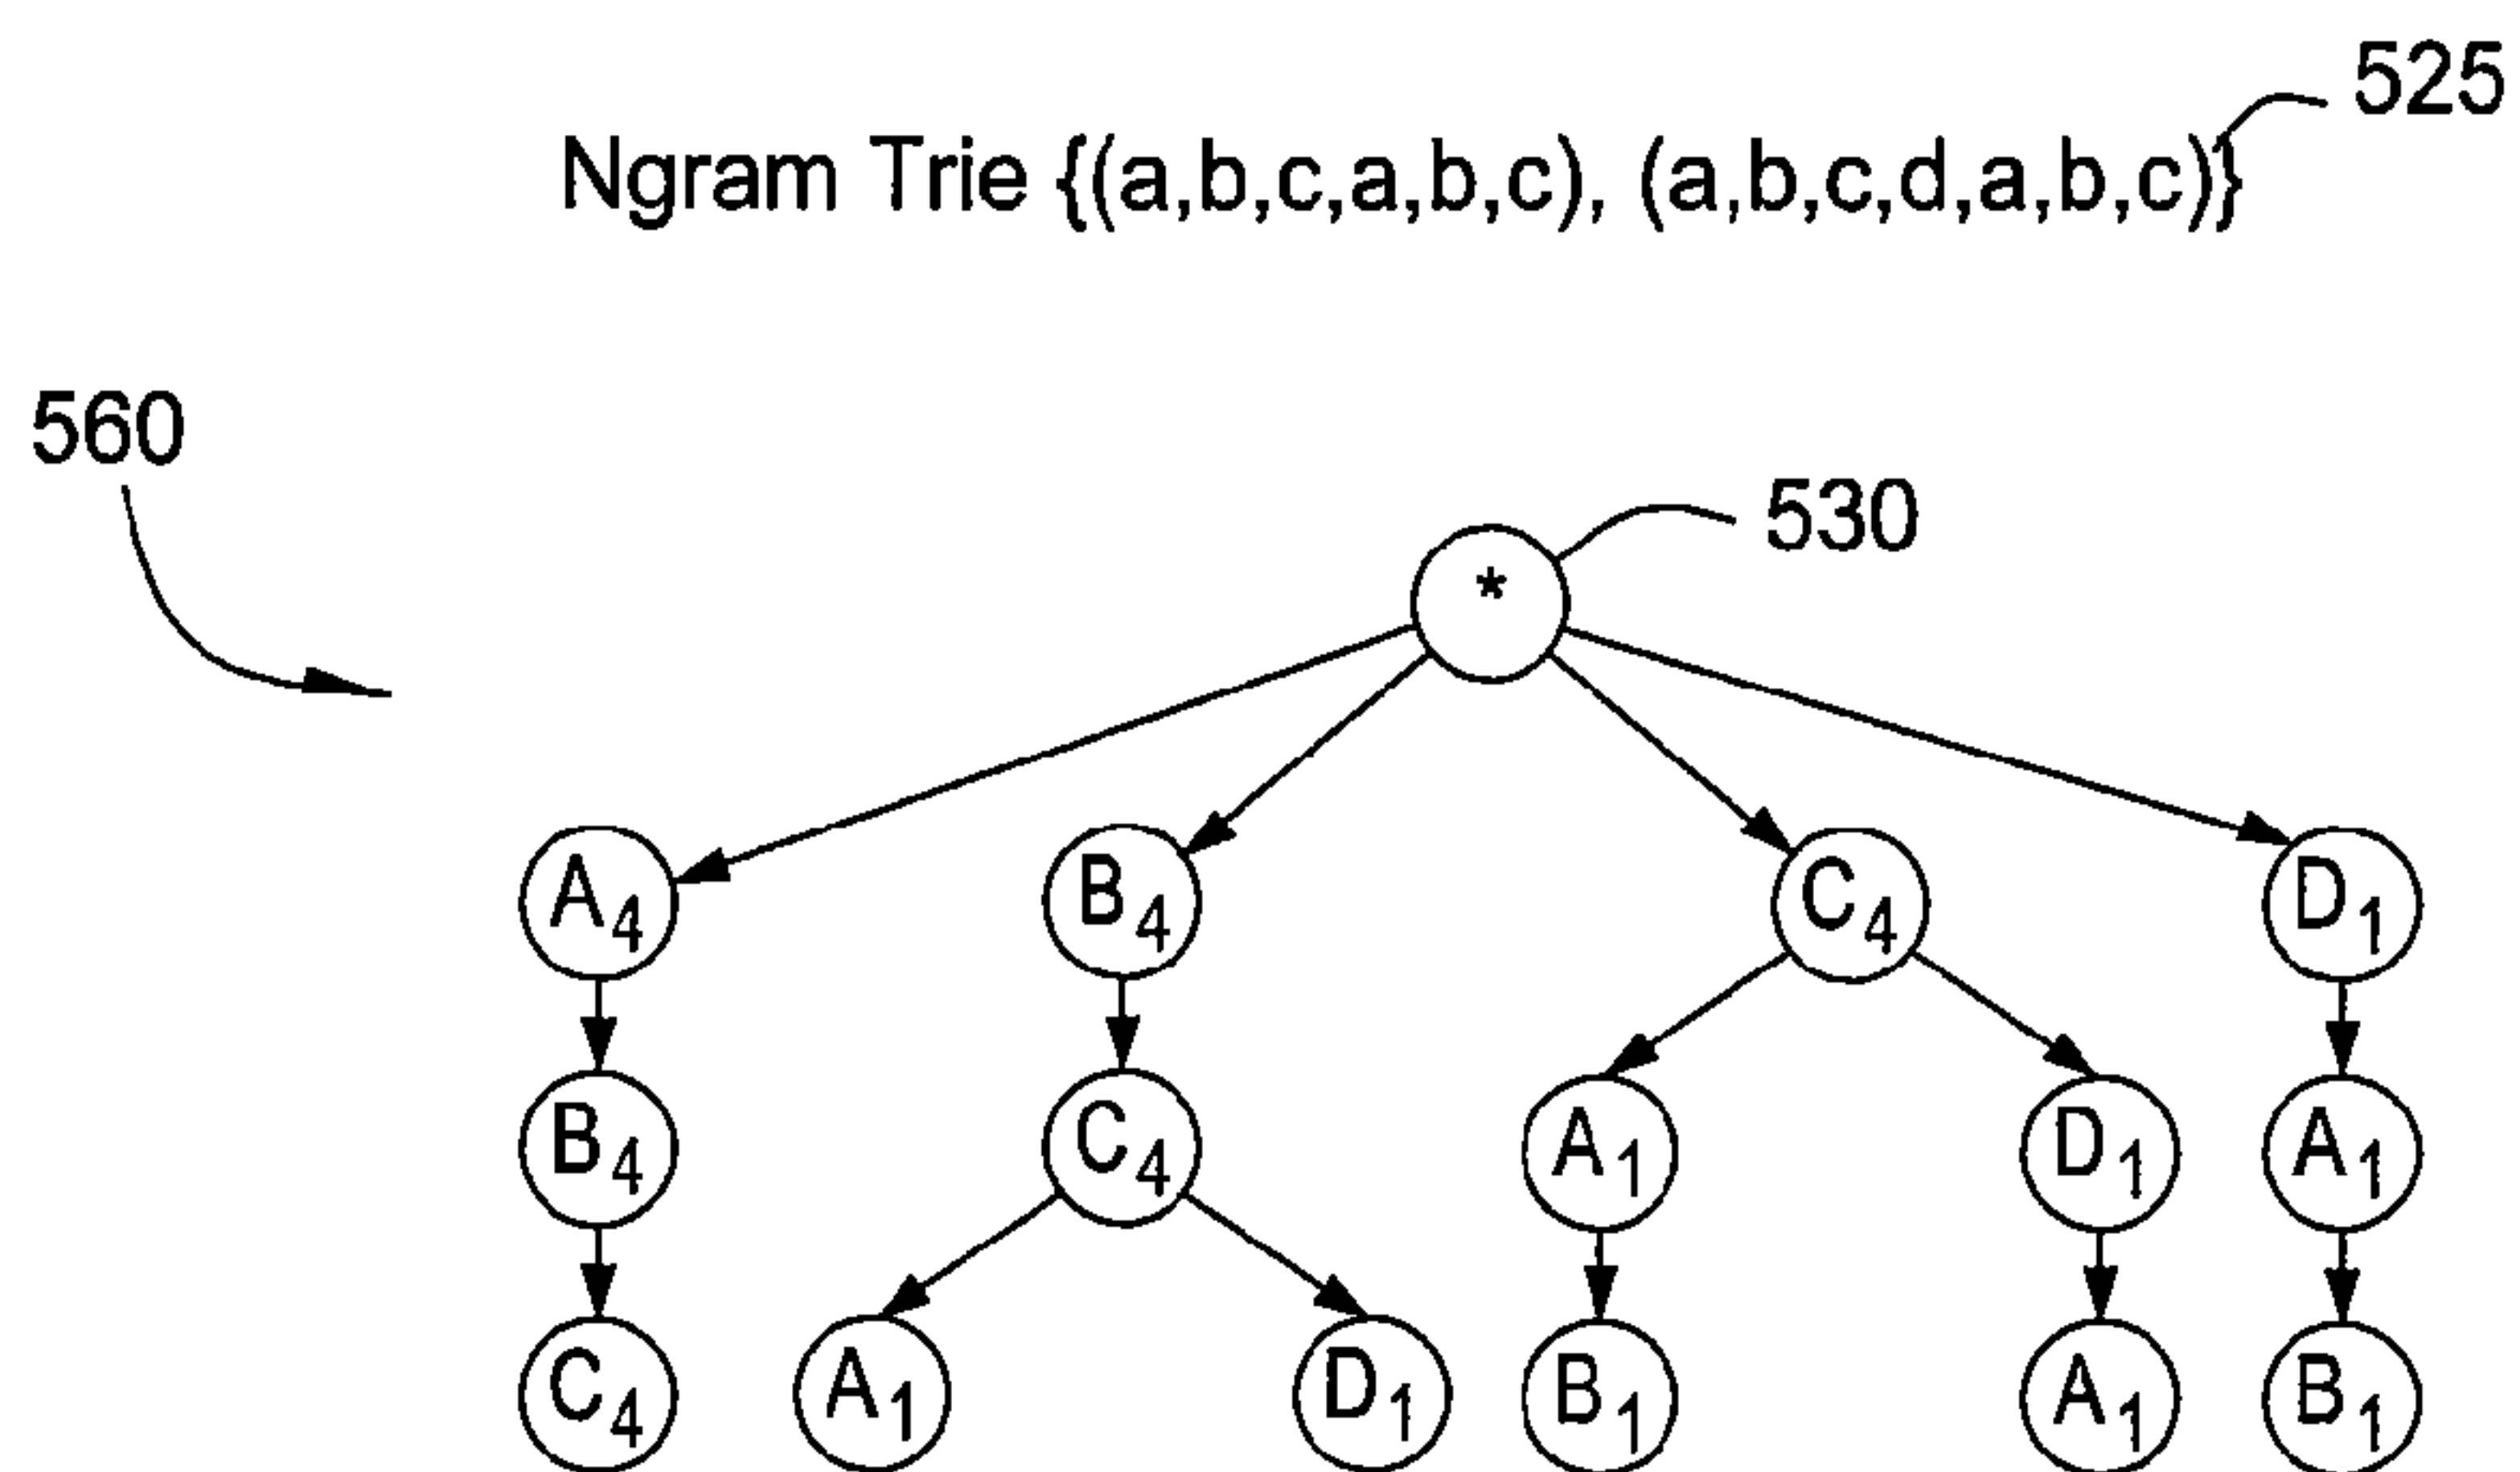 525
Ngram Trie {(a,b,c,a,b,c), (a,b,c,d,a,b,c)}
560
530
*
A4 B4 C4 D1
B4 C4 A1 D1 A1
C4 A1 D1 B1 A1 B1